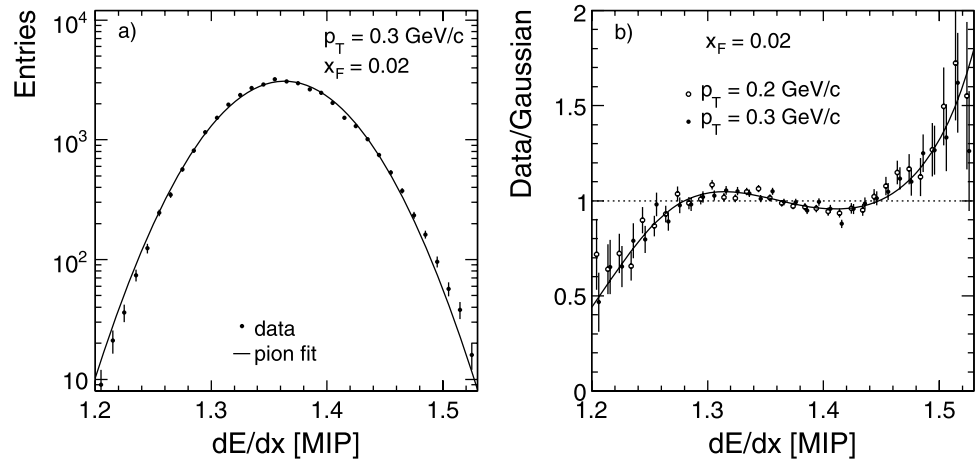 a)
p_T = 0.3 GeV/c
x_F = 0.02
Entries
10^4
10^3
10^2
10
data
pion fit
1.2 1.3 1.4 1.5
dE/dx [MIP]
b)
x_F = 0.02
p_T = 0.2 GeV/c
p_T = 0.3 GeV/c
Data/Gaussian
2
1.5
1
0.5
0
1.2 1.3 1.4 1.5
dE/dx [MIP]